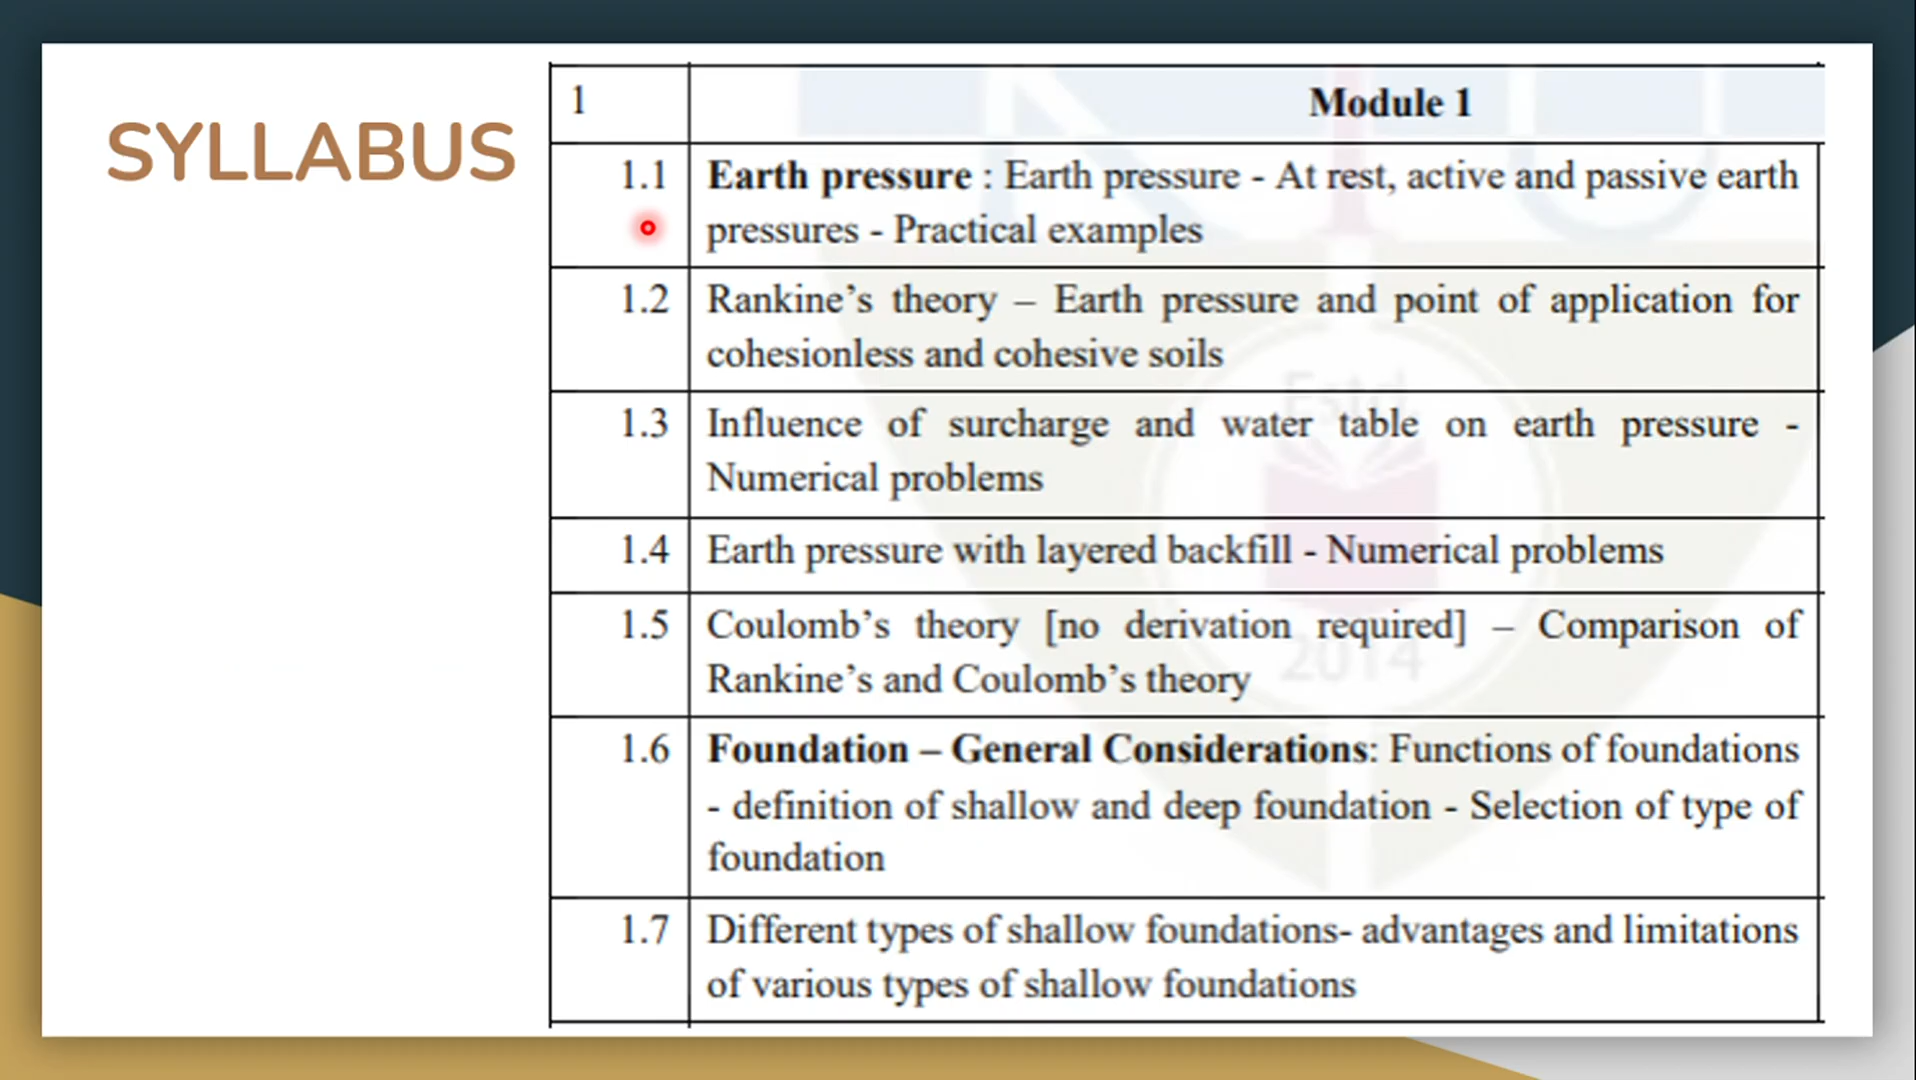 SYLLABUS
1 Module 1
1.1 Earth pressure : Earth pressure - At rest, active and passive earth
pressures - Practical examples
1.2 Rankine’s theory – Earth pressure and point of application for
cohesionless and cohesive soils
1.3 Influence of surcharge and water table on earth pressure -
Numerical problems
1.4 Earth pressure with layered backfill - Numerical problems
1.5 Coulomb’s theory [no derivation required] – Comparison of
Rankine’s and Coulomb’s theory
1.6 Foundation – General Considerations: Functions of foundations
- definition of shallow and deep foundation - Selection of type of
foundation
1.7 Different types of shallow foundations- advantages and limitations
of various types of shallow foundations
Estd.
2014